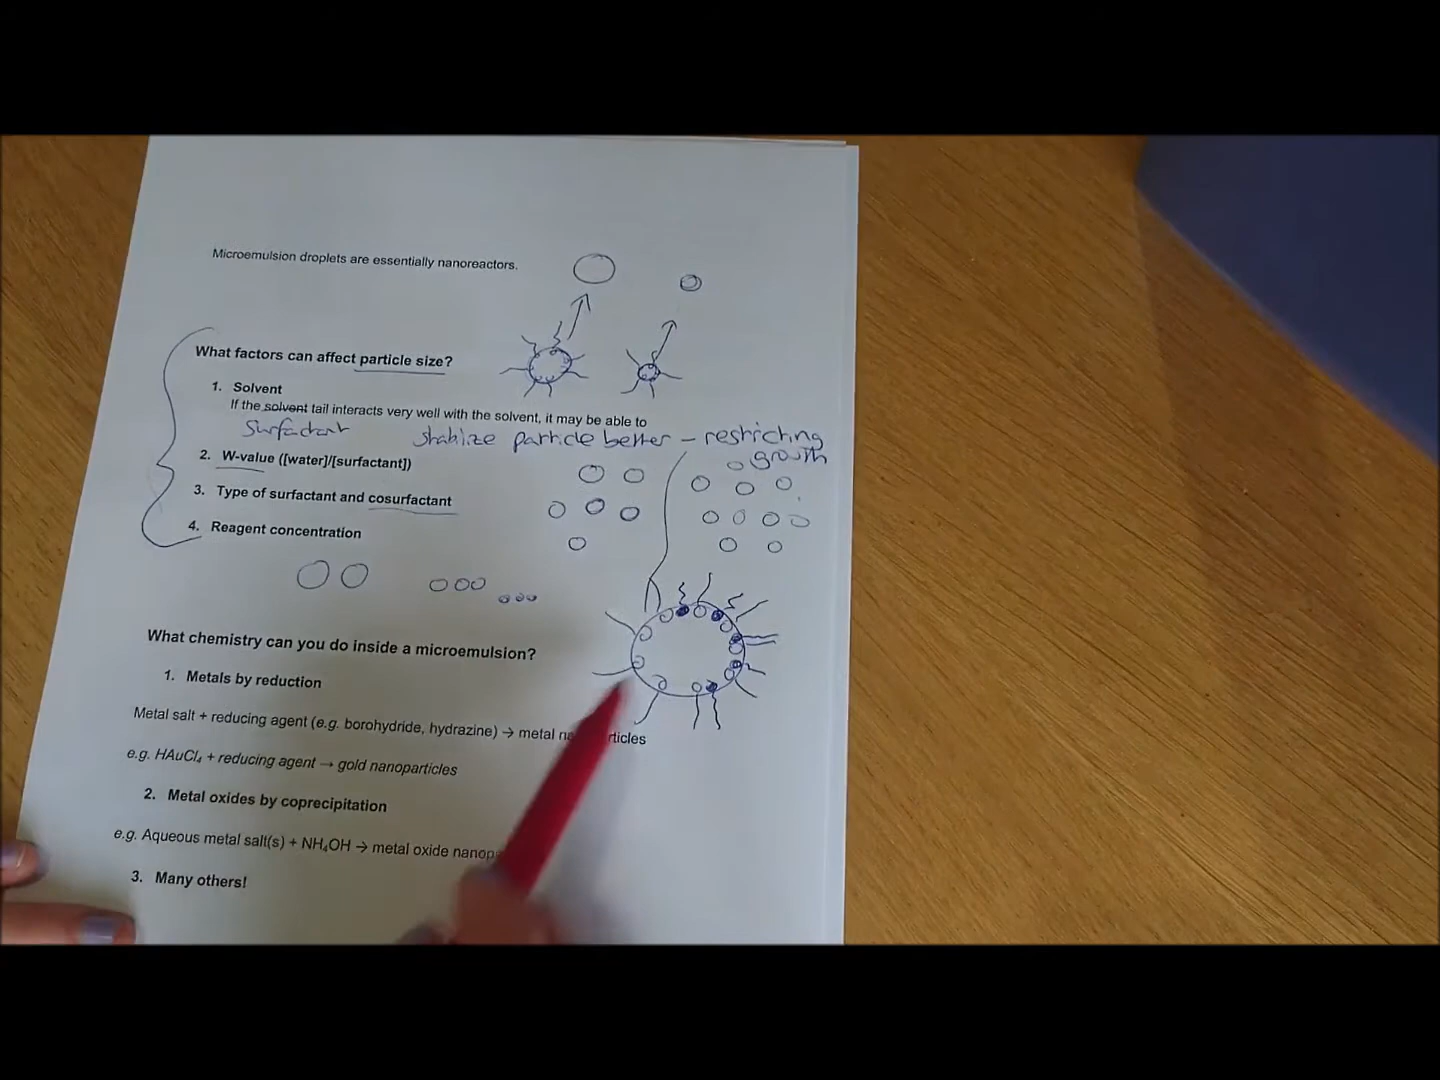 Microemulsion droplets are essentially nanoreactors.
What factors can affect particle size?
1. Solvent
If the solvent tail interacts very well with the solvent, it may be able to
Surfactant stabilize particle better – restricting
growth
2. W-value ([water]/[surfactant])
3. Type of surfactant and cosurfactant
4. Reagent concentration
What chemistry can you do inside a microemulsion?
1. Metals by reduction
Metal salt + reducing agent (e.g. borohydride, hydrazine) → metal
e.g. HAuCl₄ + reducing agent → gold nanoparticles
2. Metal oxides by coprecipitation
e.g. Aqueous metal salt(s) + NH₄OH → metal oxide
3. Many others!